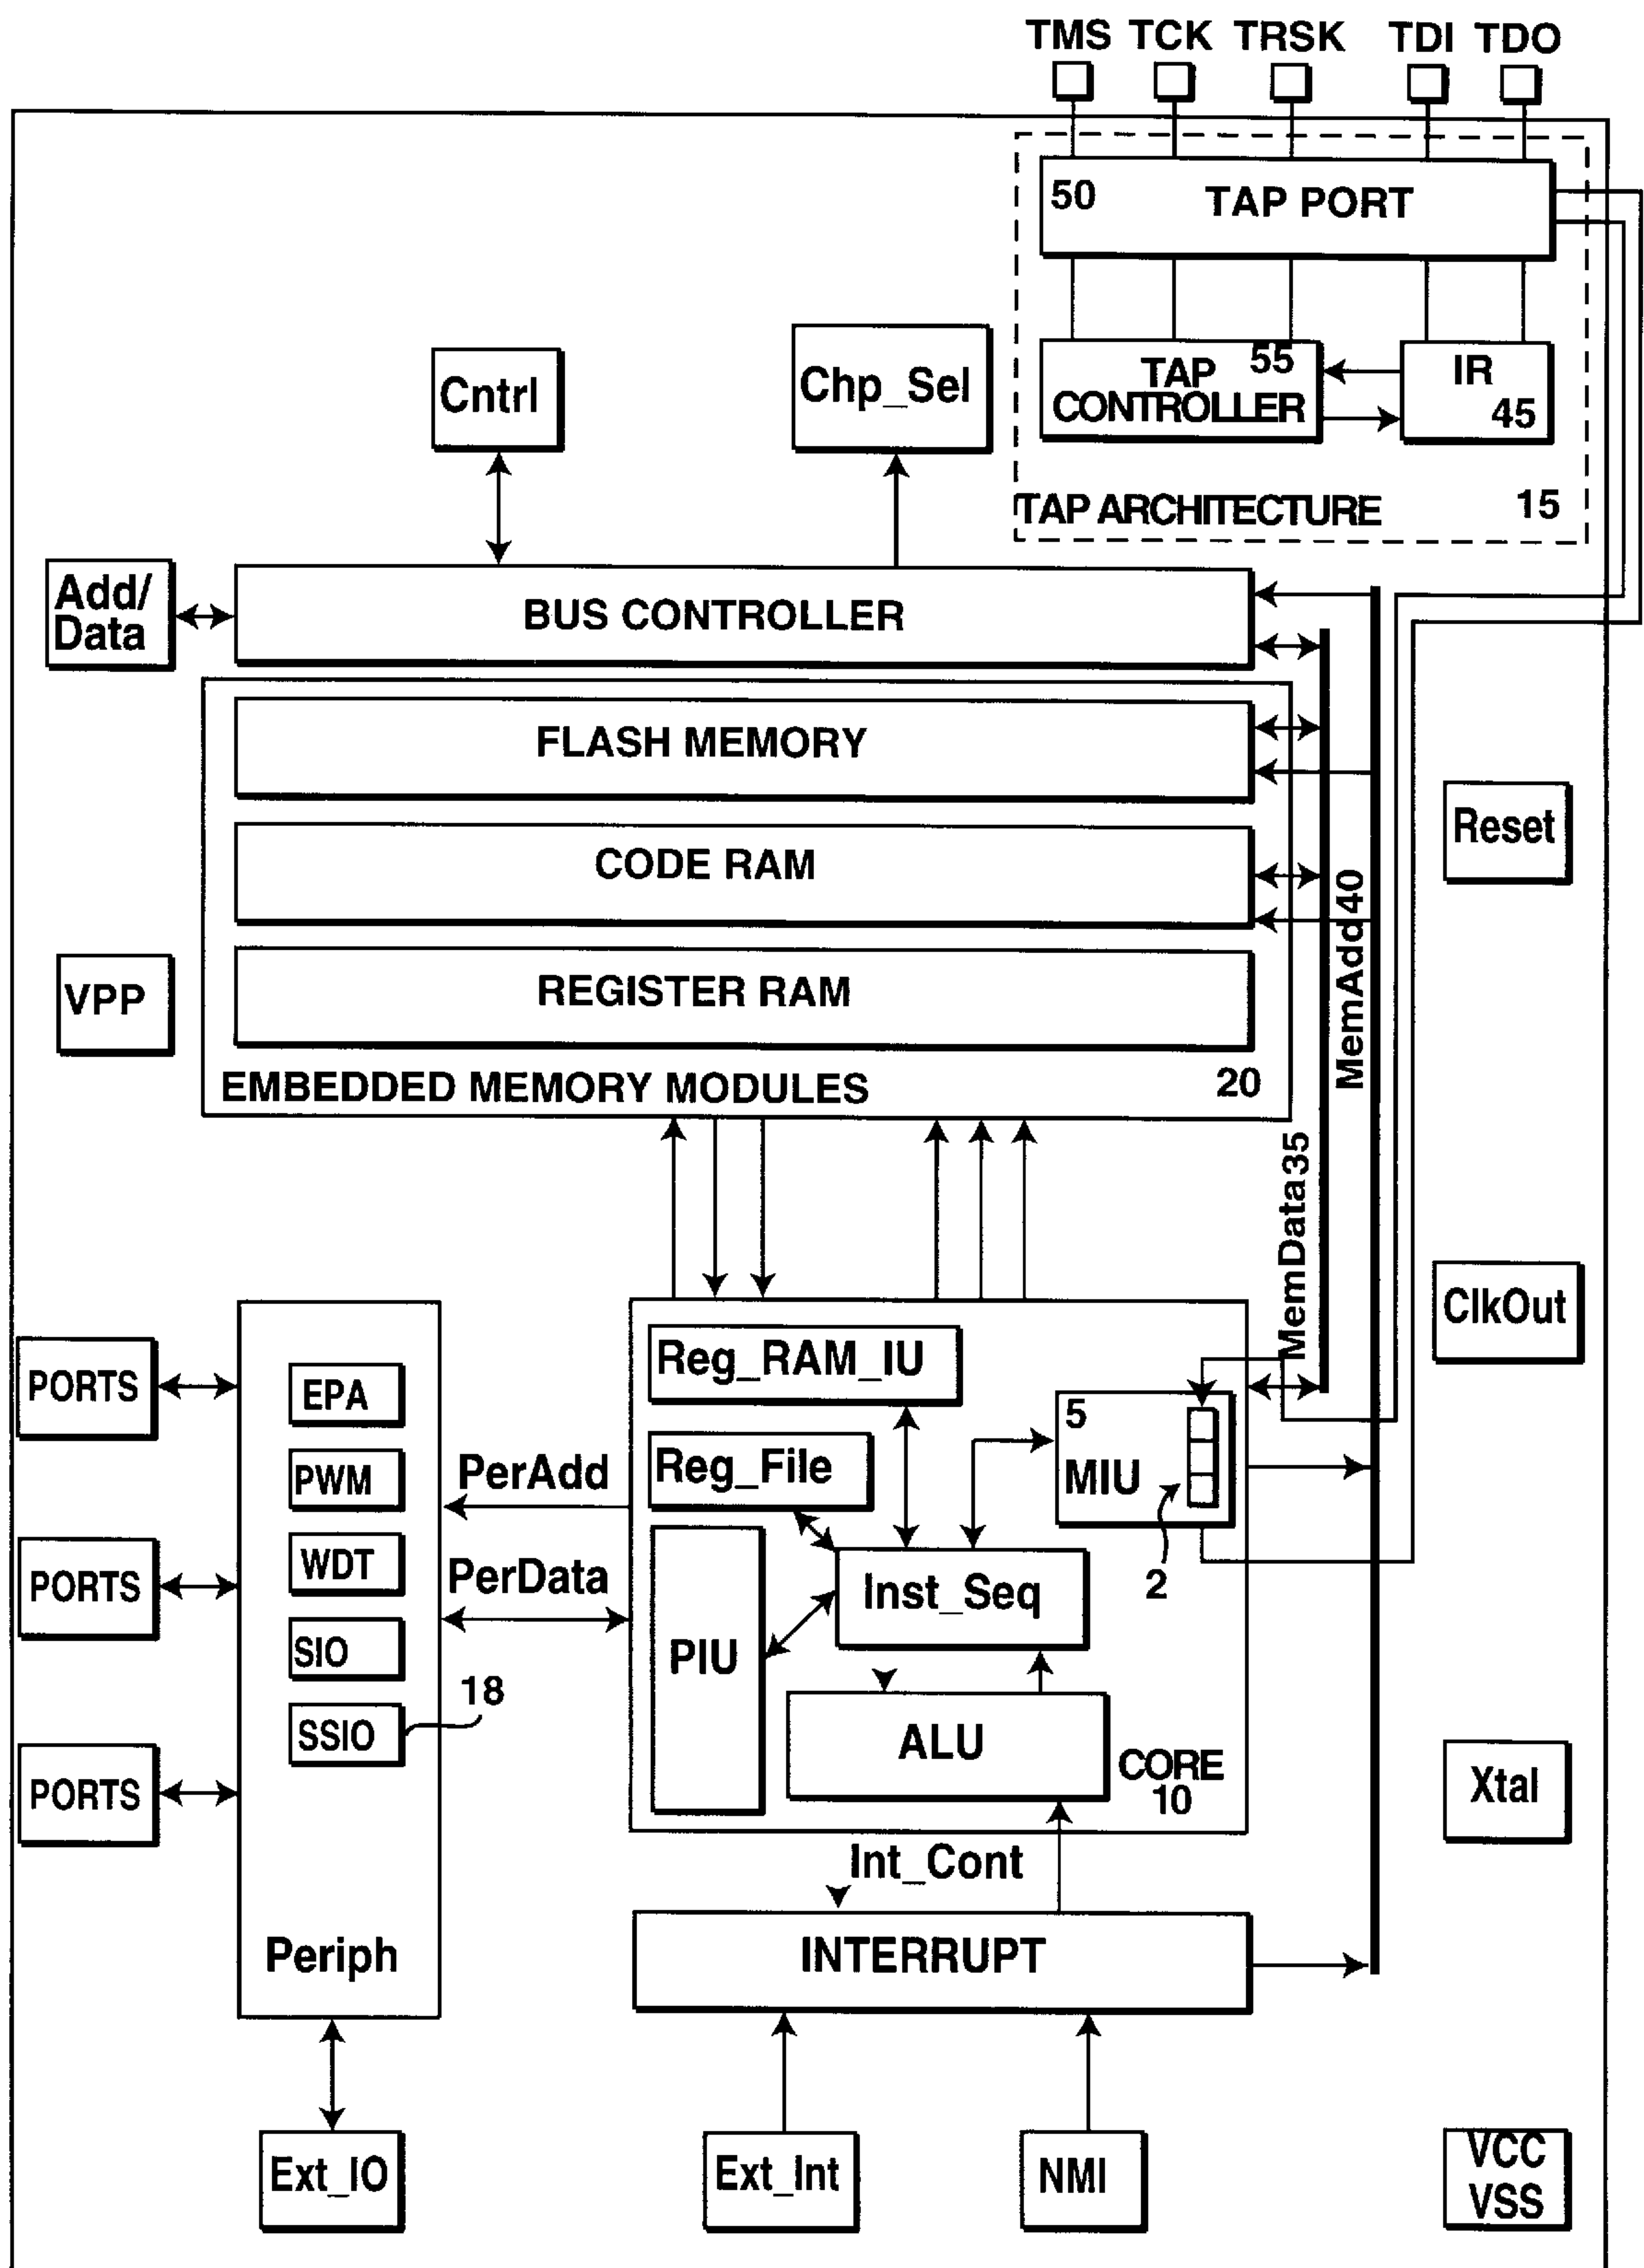 TMS TCK TRSK TDI TDO
50 TAP PORT
TAP 55
CONTROLLER
IR
45
TAP ARCHITECTURE 15
Cntrl
Chp_Sel
Add/
Data
BUS CONTROLLER
FLASH MEMORY
CODE RAM
REGISTER RAM
EMBEDDED MEMORY MODULES 20
VPP
MemAdd40
MemData35
Reset
ClkOut
Xtal
VCC
VSS
PORTS
PORTS
PORTS
EPA
PWM
WDT
SIO
SSIO
18
Periph
PerAdd
PerData
Reg_RAM_IU
Reg_File
PIU
5
MIU
2
Inst_Seq
ALU
CORE
10
Int_Cont
INTERRUPT
Ext_IO
Ext_Int
NMI